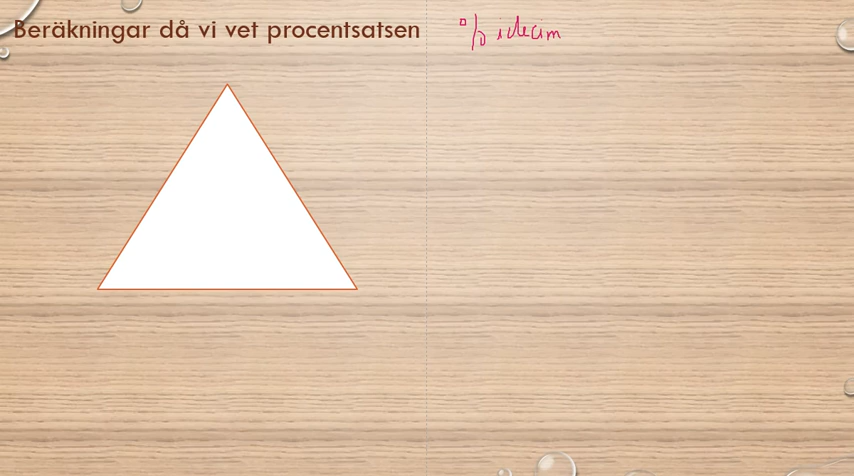 Beräkningar då vi vet procentsatsen
% i decim